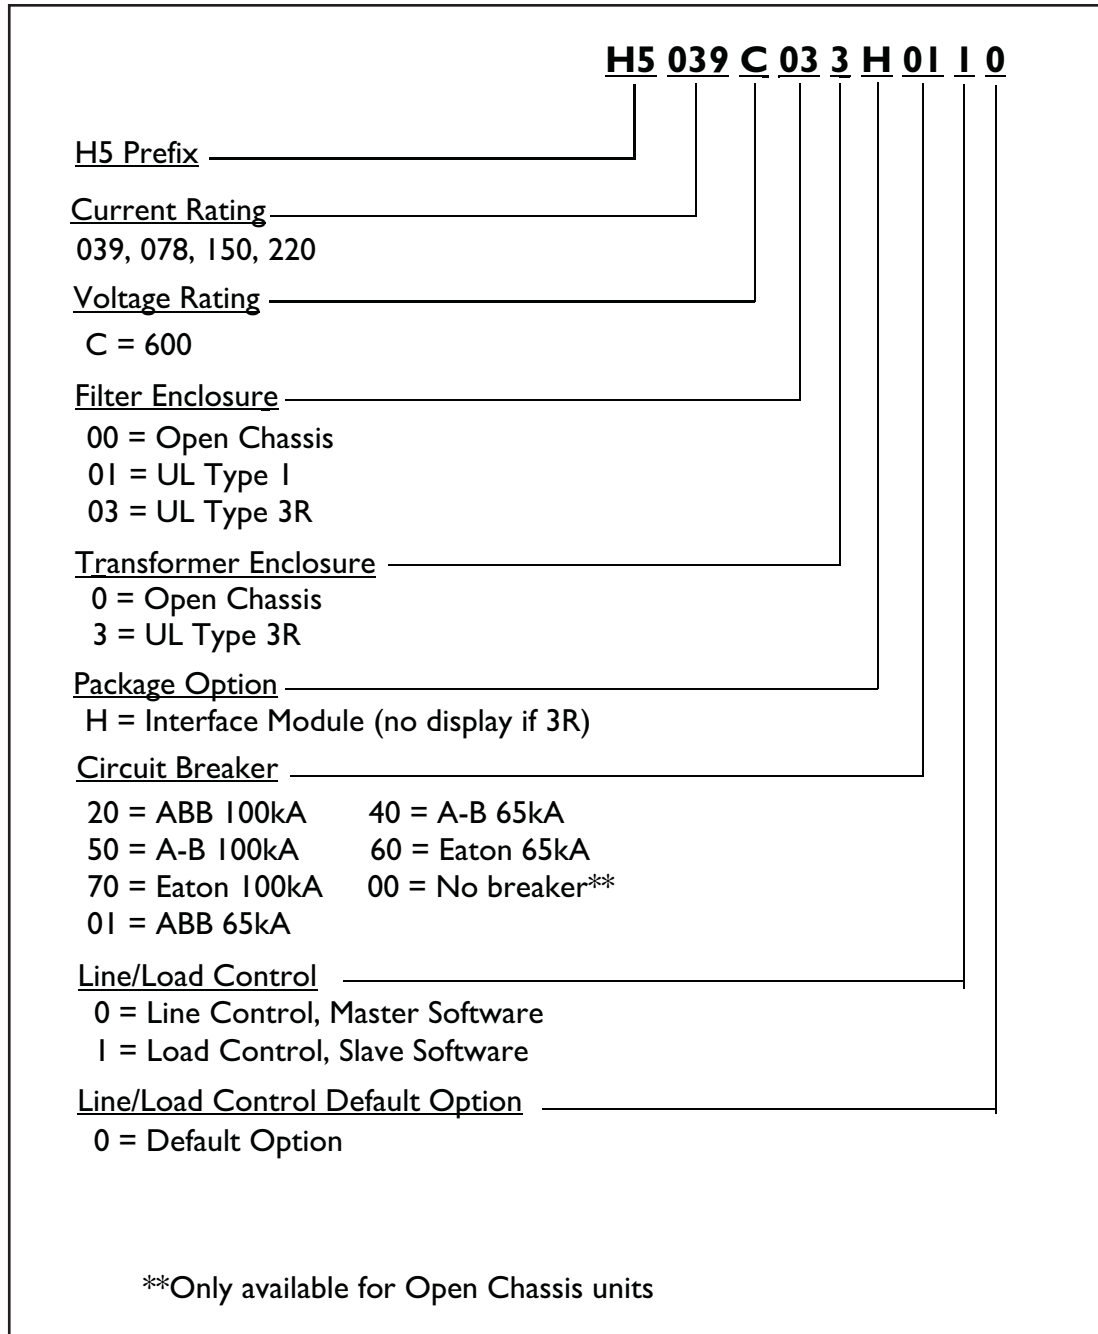 H5 039 C 03 3 H 01 1 0
H5 Prefix
Current Rating
039, 078, 150, 220
Voltage Rating
C = 600
Filter Enclosure
00 = Open Chassis
01 = UL Type 1
03 = UL Type 3R
Transformer Enclosure
0 = Open Chassis
3 = UL Type 3R
Package Option
H = Interface Module (no display if 3R)
Circuit Breaker
20 = ABB 100kA 40 = A-B 65kA
50 = A-B 100kA 60 = Eaton 65kA
70 = Eaton 100kA 00 = No breaker**
01 = ABB 65kA
Line/Load Control
0 = Line Control, Master Software
1 = Load Control, Slave Software
Line/Load Control Default Option
0 = Default Option
**Only available for Open Chassis units